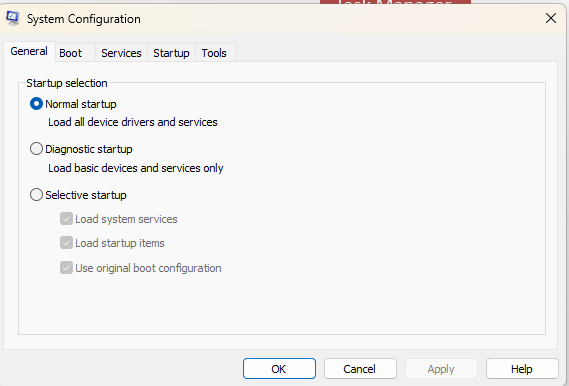 Task Manager
System Configuration
General Boot Services Startup Tools
Startup selection
Normal startup
Load all device drivers and services
Diagnostic startup
Load basic devices and services only
Selective startup
Load system services
Load startup items
Use original boot configuration
OK Cancel Apply Help